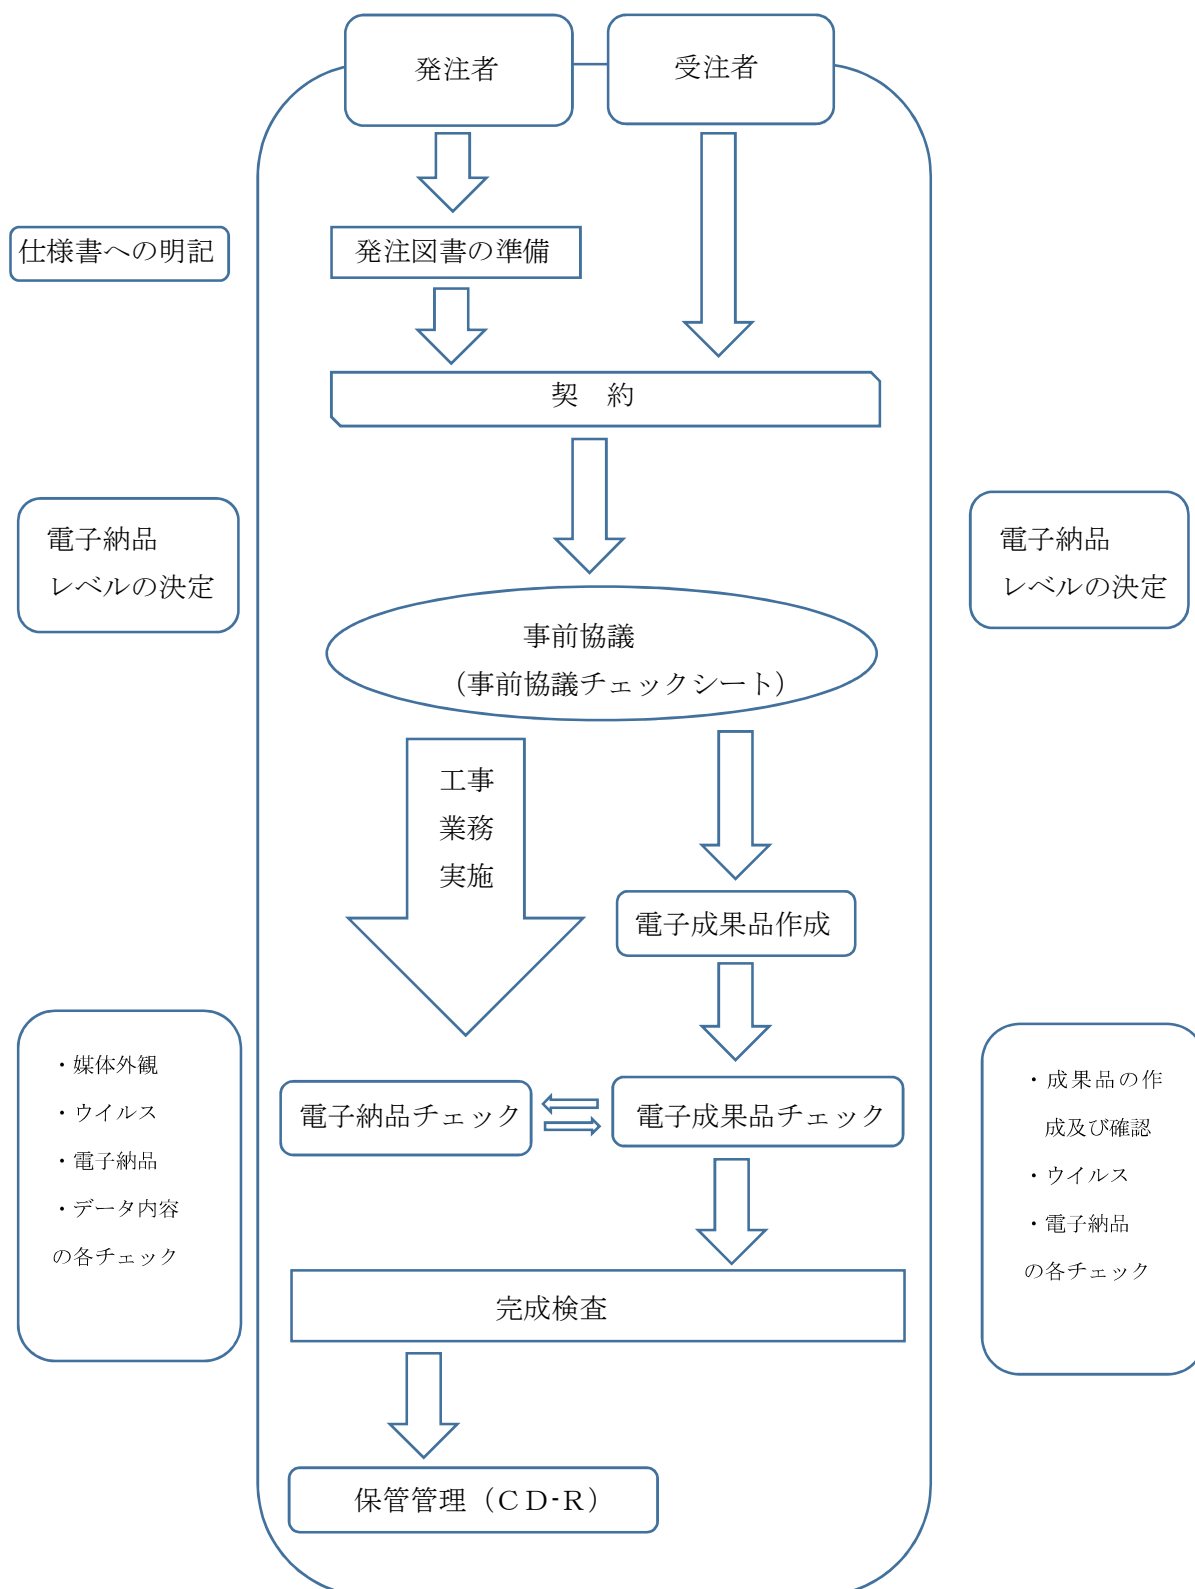 発注者
受注者
仕様書への明記
発注図書の準備
契　約
電子納品
レベルの決定
電子納品
レベルの決定
事前協議
（事前協議チェックシート）
工事
業務
実施
電子成果品作成
・媒体外観
・ウイルス
・電子納品
・データ内容
の各チェック
電子納品チェック
電子成果品チェック
・成果品の作
成及び確認
・ウイルス
・電子納品
の各チェック
完成検査
保管管理（ＣＤ-Ｒ）